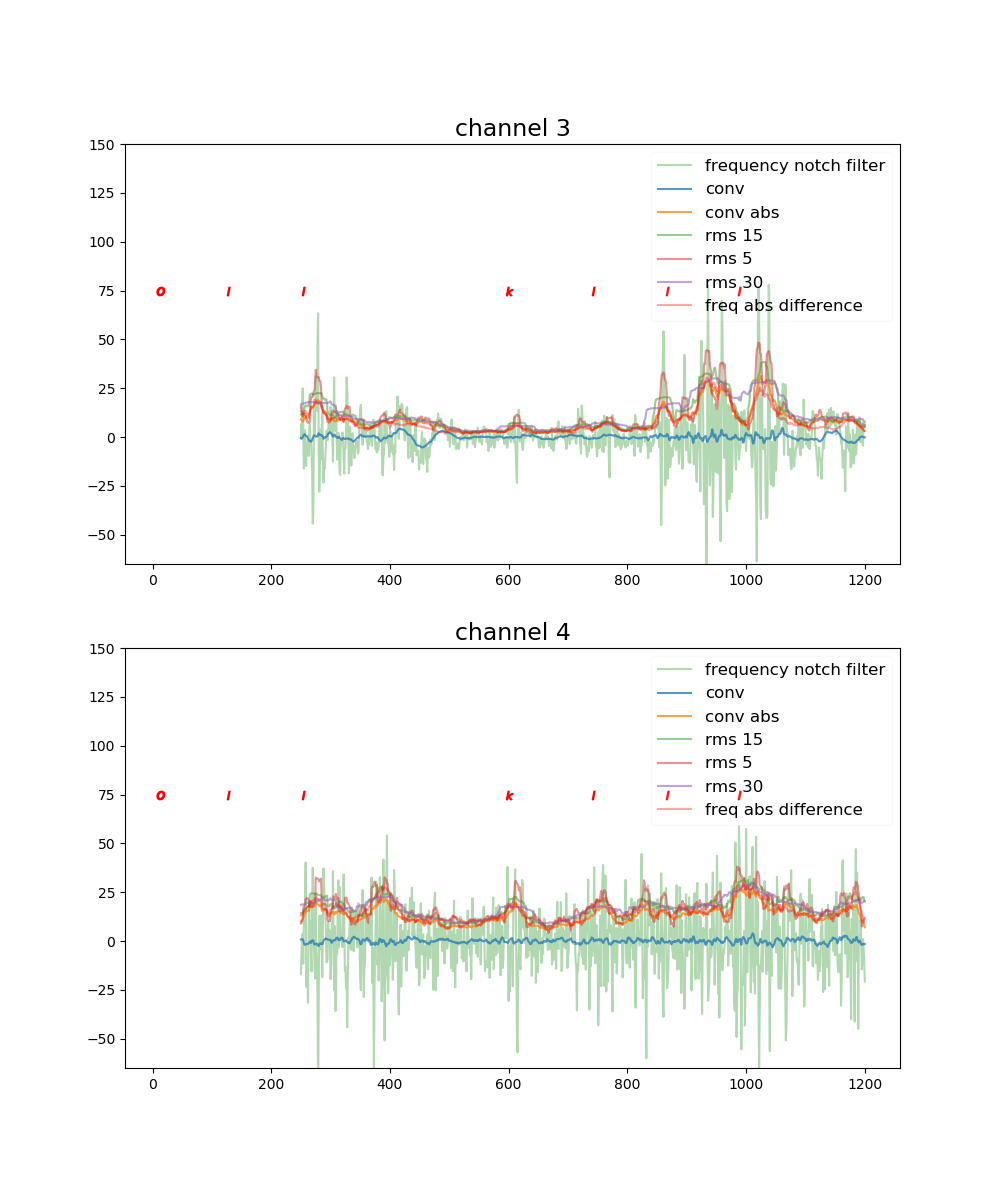 channel 3
150
125
100
75
50
25
0
−25
−50
frequency notch filter
conv
conv abs
rms 15
rms 5
rms 30
freq abs difference
o l l k l l l
0 200 400 600 800 1000 1200
channel 4
150
125
100
75
50
25
0
−25
−50
frequency notch filter
conv
conv abs
rms 15
rms 5
rms 30
freq abs difference
o l l k l l l
0 200 400 600 800 1000 1200